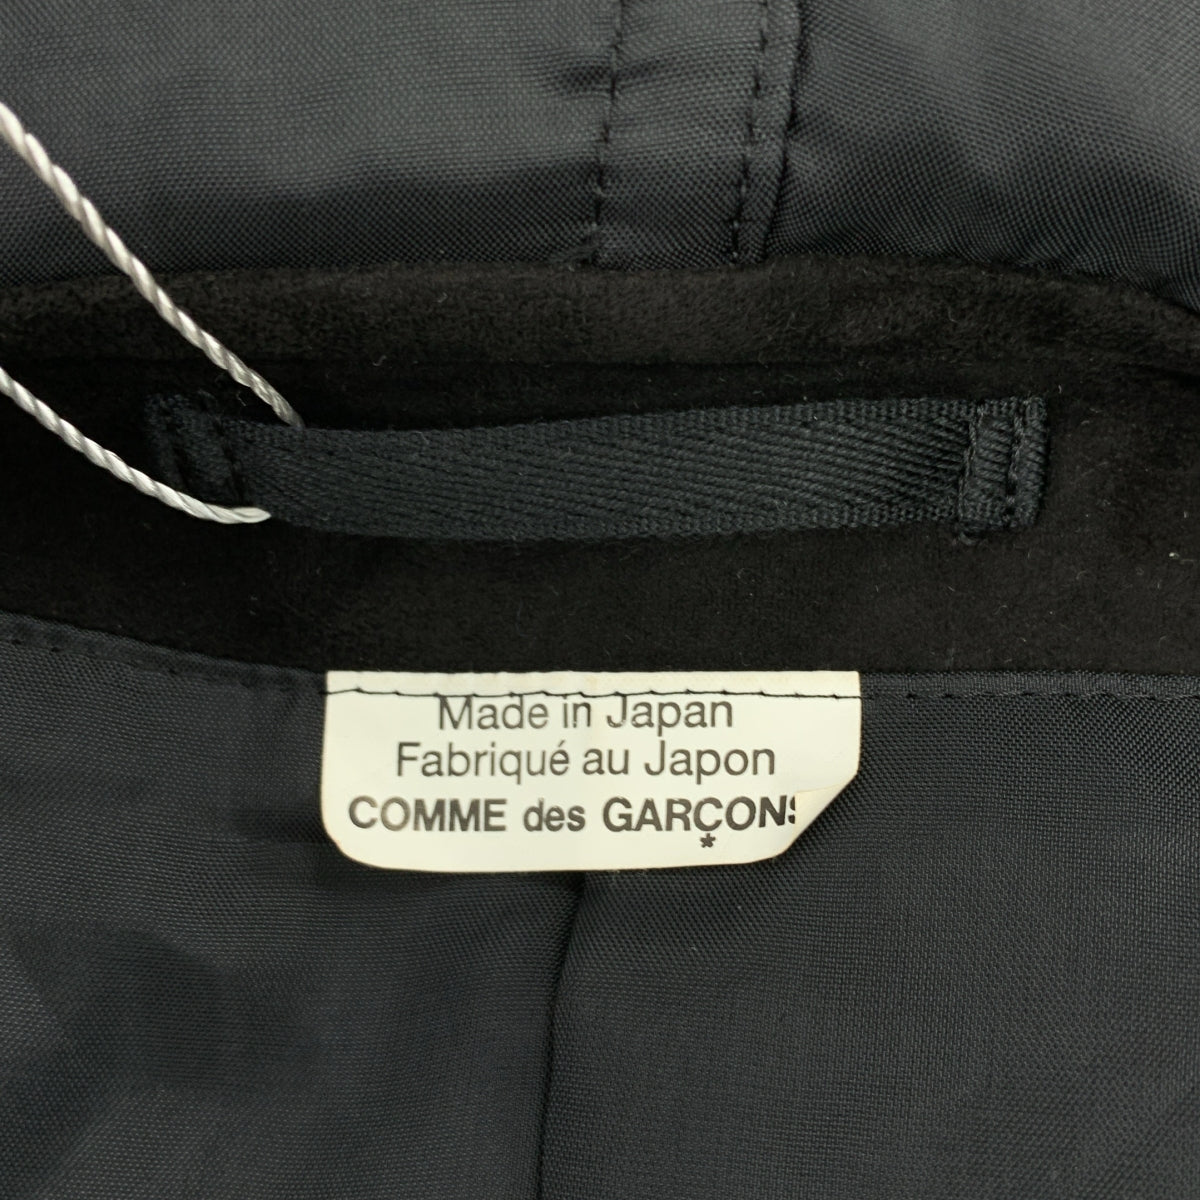 Made in Japan
Fabriqué au Japon
COMME des GARÇONS
*